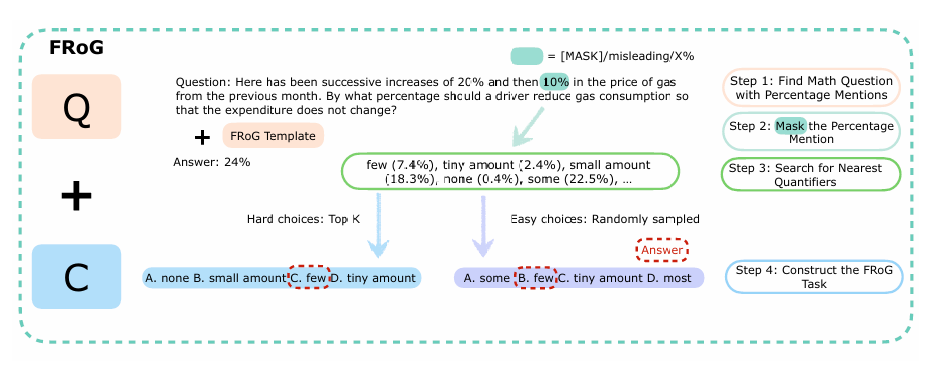 FRoG
= [MASK]/misleading/X%
Q
Question: Here has been successive increases of 20% and then 10% in the price of gas
from the previous month. By what percentage should a driver reduce gas consumption so
that the expenditure does not change?
+ FRoG Template
Answer: 24%
few (7.4%), tiny amount (2.4%), small amount
(18.3%), none (0.4%), some (22.5%), ...
+
Hard choices: Top K
Easy choices: Randomly sampled
Answer
C
A. none B. small amount C. few D. tiny amount
A. some B. few C. tiny amount D. most
Step 1: Find Math Question
with Percentage Mentions
Step 2: Mask the Percentage
Mention
Step 3: Search for Nearest
Quantifiers
Step 4: Construct the FRoG
Task